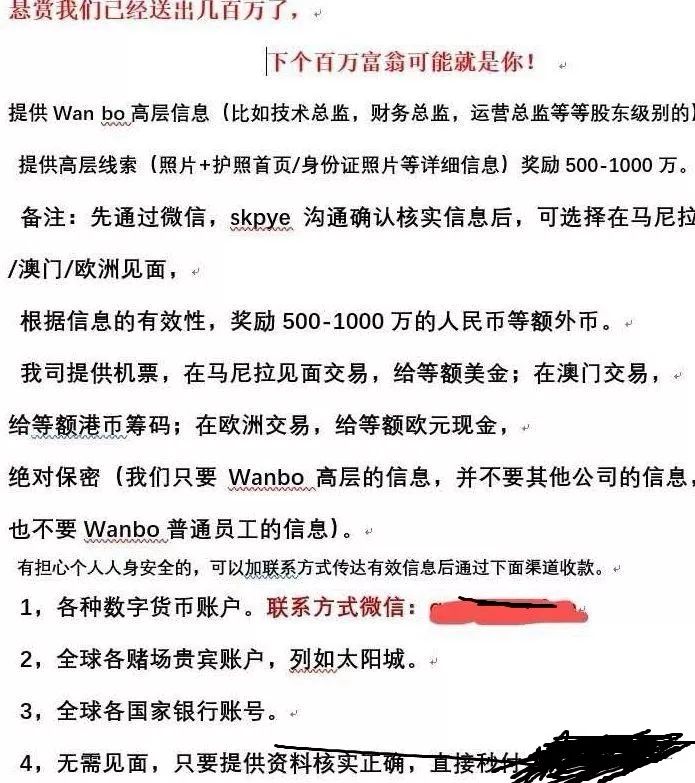 悬赏我们已经送出几百万了，
下个百万富翁可能就是你！
提供 Wan bo 高层信息（比如技术总监，财务总监，运营总监等等股东级别的）
提供高层线索（照片+护照首页/身份证照片等详细信息）奖励 500-1000 万。
备注：先通过微信，skpye 沟通确认核实信息后，可选择在马尼拉
/澳门/欧洲见面，
根据信息的有效性，奖励 500-1000 万的人民币等额外币。
我司提供机票，在马尼拉见面交易，给等额美金；在澳门交易，
给等额港币筹码；在欧洲交易，给等额欧元现金，
绝对保密（我们只要 Wanbo 高层的信息，并不要其他公司的信息，
也不要 Wanbo 普通员工的信息）。
有担心个人人身安全的，可以加联系方式传达有效信息后通过下面渠道收款。
1，各种数字货币账户。联系方式微信：
2，全球各赌场贵宾账户，列如太阳城。
3，全球各国家银行账号。
4，无需见面，只要提供资料核实正确，直接秒付